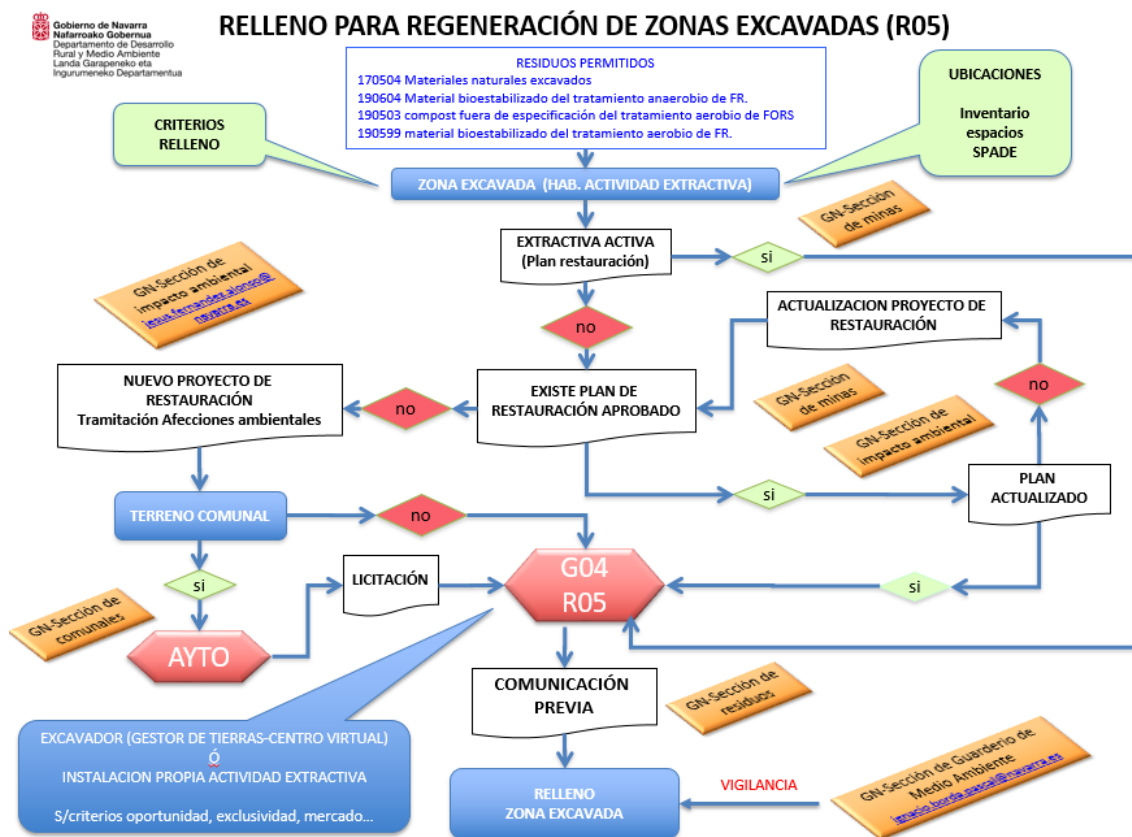 Gobierno de Navarra
Nafarroako Gobernua
Departamento de Desarrollo
Rural y Medio Ambiente
Landa Garapeneko eta
Ingurumeneko Departamentua
RELLENO PARA REGENERACIÓN DE ZONAS EXCAVADAS (R05)
RESIDUOS PERMITIDOS
170504 Materiales naturales excavados
190604 Material bioestabilizado del tratamiento anaerobio de FR.
190503 compost fuera de especificación del tratamiento aerobio de FORS
190599 material bioestabilizado del tratamiento aerobio de FR.
CRITERIOS
RELLENO
UBICACIONES
Inventario
espacios
SPADE
ZONA EXCAVADA (HAB. ACTIVIDAD EXTRACTIVA)
GN-Sección
de minas
EXTRACTIVA ACTIVA
(Plan restauración)
si
GN-Sección de
impacto ambiental
jesus.fernandez.alonso@
navarra.es
no
ACTUALIZACION PROYECTO DE
RESTAURACIÓN
NUEVO PROYECTO DE
RESTAURACIÓN
Tramitación Afecciones ambientales
no
EXISTE PLAN DE
RESTAURACIÓN APROBADO
GN-Sección
de minas
no
GN-Sección de
impacto ambiental
si
PLAN
ACTUALIZADO
TERRENO COMUNAL
no
si
LICITACIÓN
G04
R05
si
GN-Sección de
comunales
AYTO
COMUNICACIÓN
PREVIA
GN-Sección de
residuos
EXCAVADOR (GESTOR DE TIERRAS-CENTRO VIRTUAL)
Ó
INSTALACION PROPIA ACTIVIDAD EXTRACTIVA
S/criterios oportunidad, exclusividad, mercado...
RELLENO
ZONA EXCAVADA
VIGILANCIA
GN-Sección de Guarderio de
Medio Ambiente
ignacio.borda.pascal@navarra.es